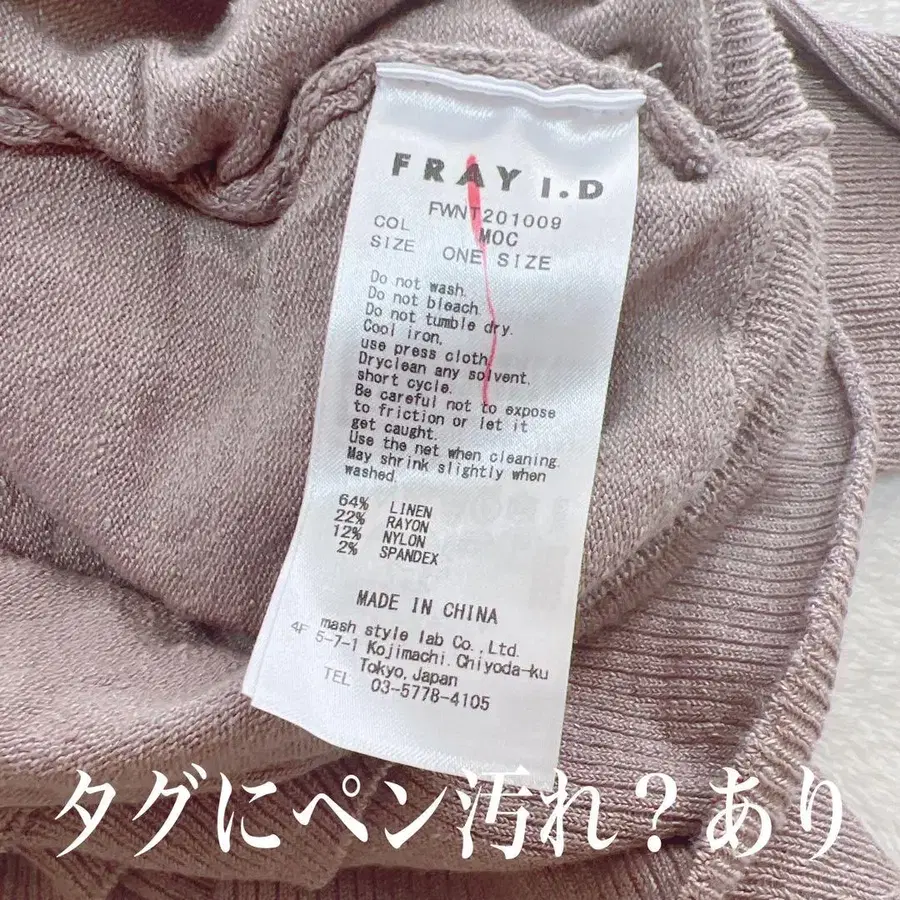 FRAY I.D
FWNT201009
COL MOC
SIZE ONE SIZE
Do not wash.
Do not bleach.
Do not tumble dry.
Cool iron,
use press cloth.
Dryclean any solvent,
short cycle.
Be careful not to expose
to friction or let it
get caught.
Use the net when cleaning.
May shrink slightly when
washed.
64% LINEN
22% RAYON
12% NYLON
2% SPANDEX
MADE IN CHINA
mash style lab Co.,Ltd.
4F 5-7-1 Kojimachi.Chiyoda-ku
Tokyo,Japan
TEL 03-5778-4105
タグにペン汚れ?あり